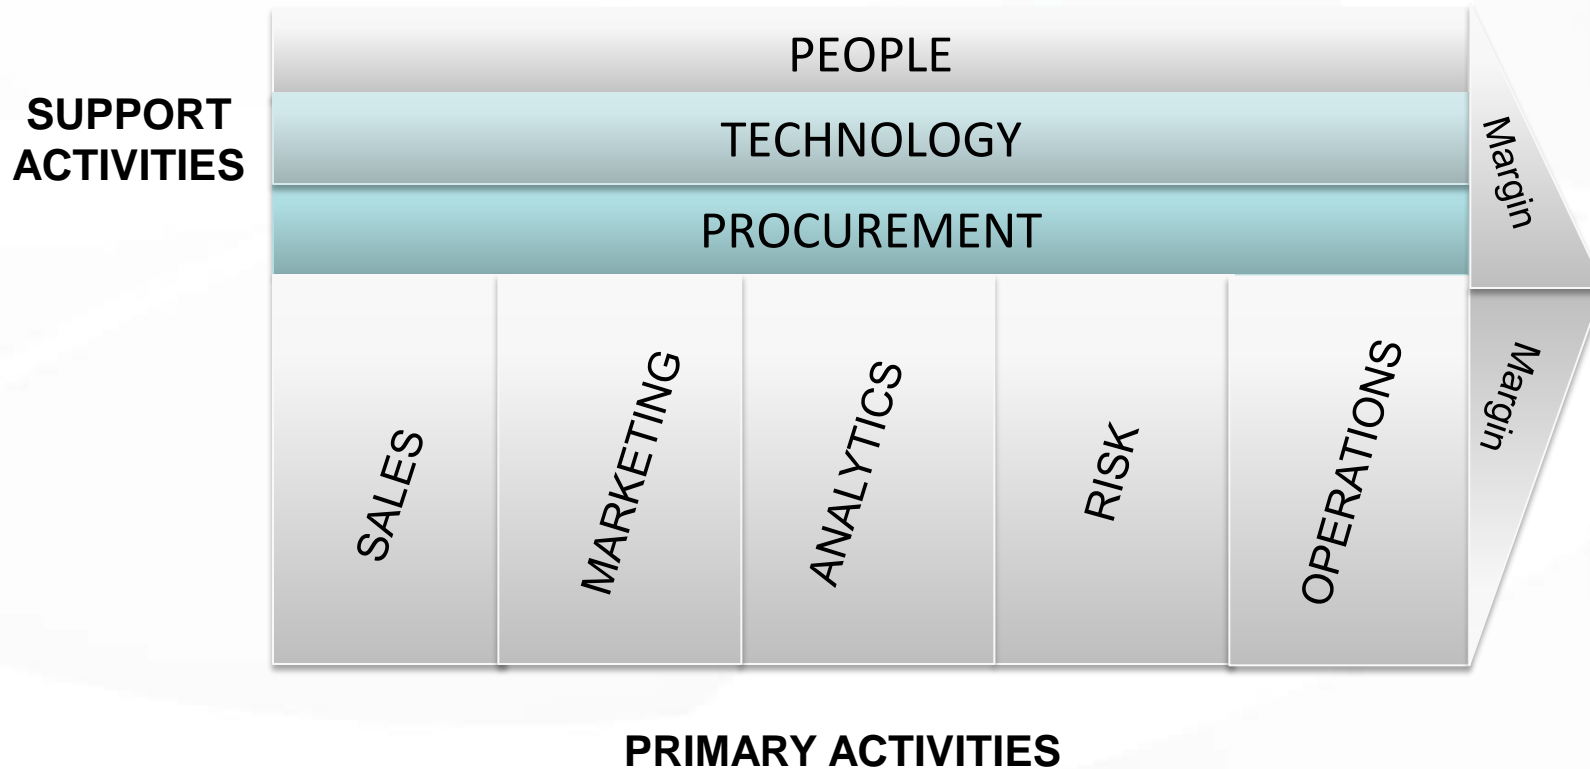 PEOPLE
SUPPORT
ACTIVITIES
TECHNOLOGY
PROCUREMENT
Margin
SALES
MARKETING
ANALYTICS
RISK
OPERATIONS
Margin
PRIMARY ACTIVITIES